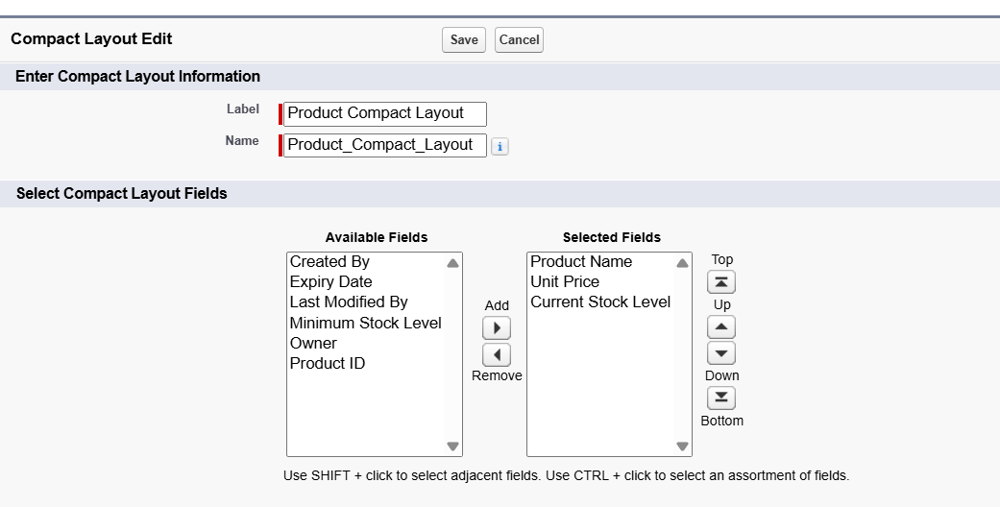 Compact Layout Edit
Save Cancel
Enter Compact Layout Information
Label Product Compact Layout
Name Product_Compact_Layout i
Select Compact Layout Fields
Available Fields
Created By
Expiry Date
Last Modified By
Minimum Stock Level
Owner
Product ID
Add
Remove
Selected Fields
Product Name
Unit Price
Current Stock Level
Top
Up
Down
Bottom
Use SHIFT + click to select adjacent fields. Use CTRL + click to select an assortment of fields.